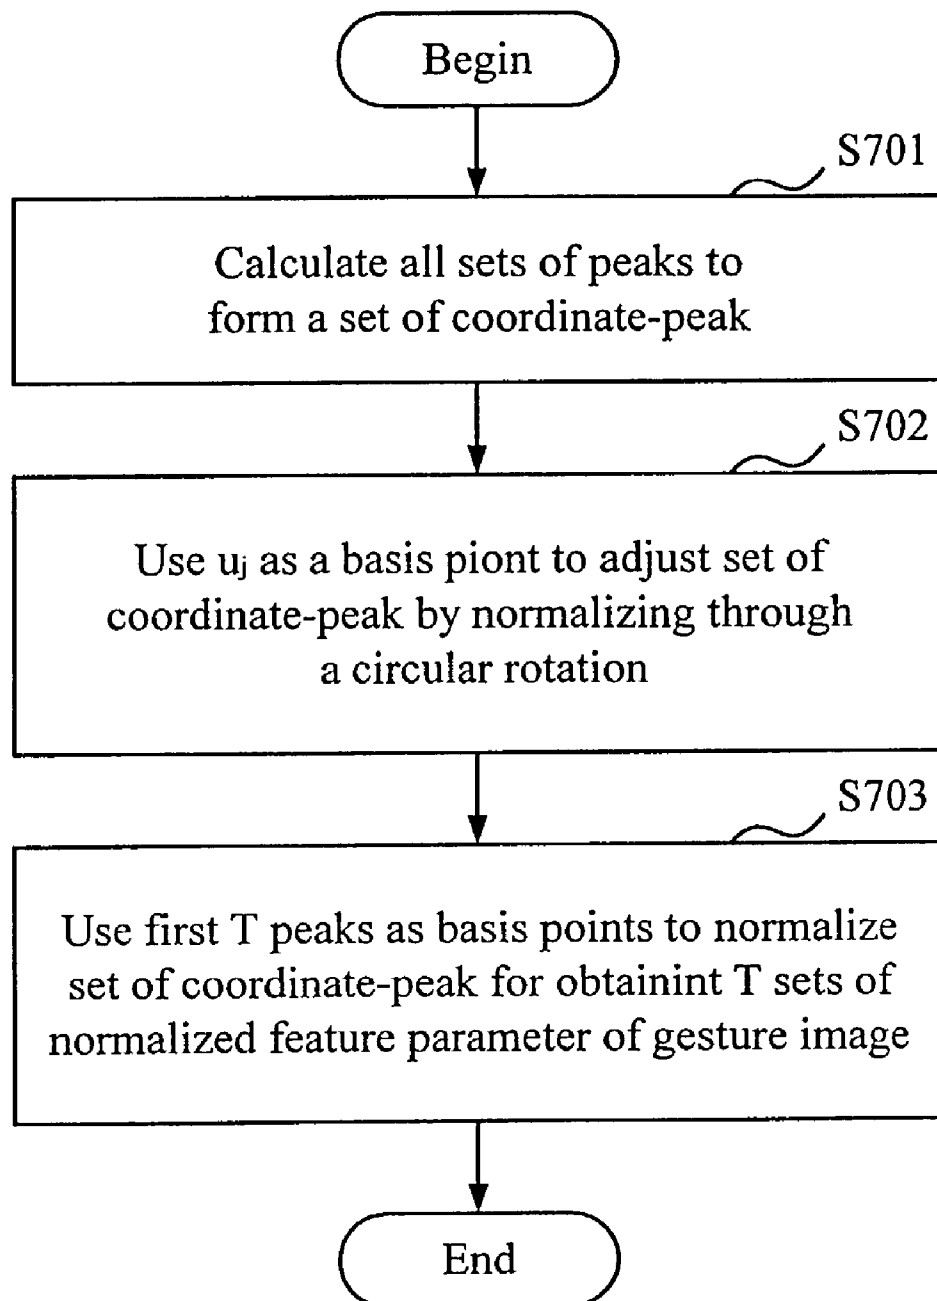 Begin
S701
Calculate all sets of peaks to
form a set of coordinate-peak
S702
Use uj as a basis piont to adjust set of
coordinate-peak by normalizing through
a circular rotation
S703
Use first T peaks as basis points to normalize
set of coordinate-peak for obtainint T sets of
normalized feature parameter of gesture image
End